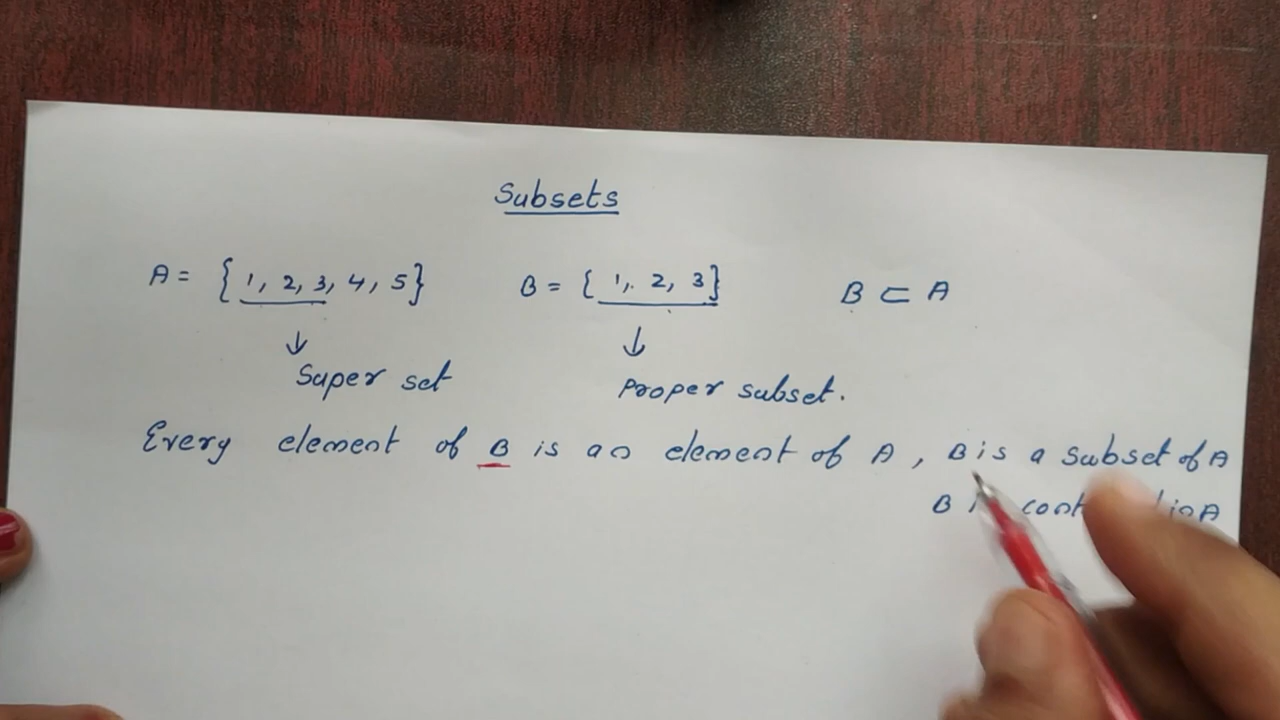 Subsets
A = { 1, 2, 3, 4, 5} B = { 1, 2, 3} B ⊂ A
↓ ↓
Super set Proper subset.
Every element of B is an element of A , B is a subset of A
B in A